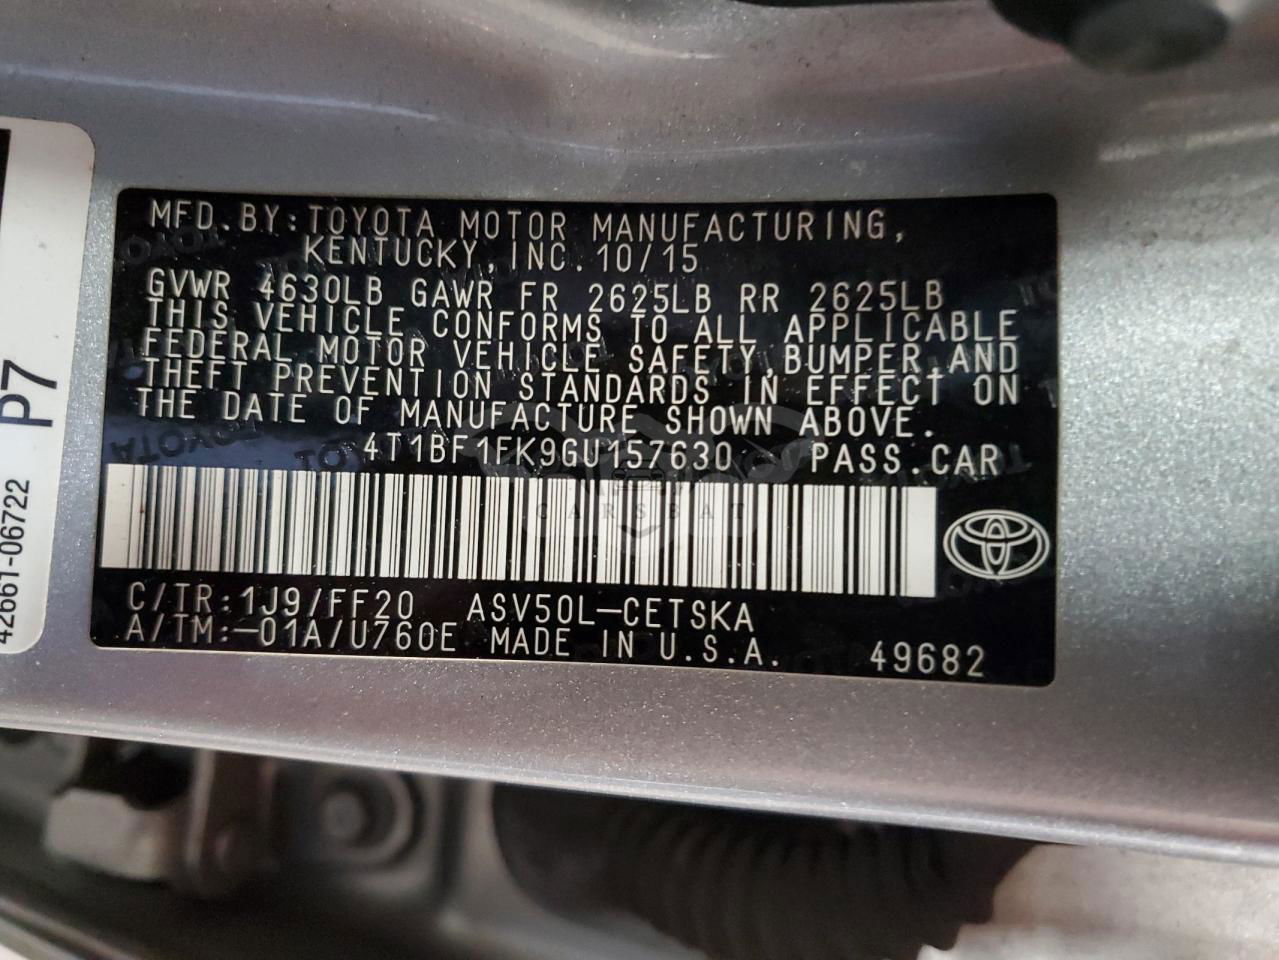 MFD. BY: TOYOTA MOTOR MANUFACTURING,
KENTUCKY, INC. 10/15
GVWR 4630LB GAWR FR 2625LB RR 2625LB
THIS VEHICLE CONFORMS TO ALL APPLICABLE
FEDERAL MOTOR VEHICLE SAFETY, BUMPER, AND
THEFT PREVENTION STANDARDS IN EFFECT ON
THE DATE OF MANUFACTURE SHOWN ABOVE.
4T1BF1FK9GU157630 PASS. CAR
CARSBAT
C/TR: 1J9/FF20 ASV50L-CETSKA
A/TM: -01A/U760E MADE IN U.S.A. 49682
P7
42661-06722